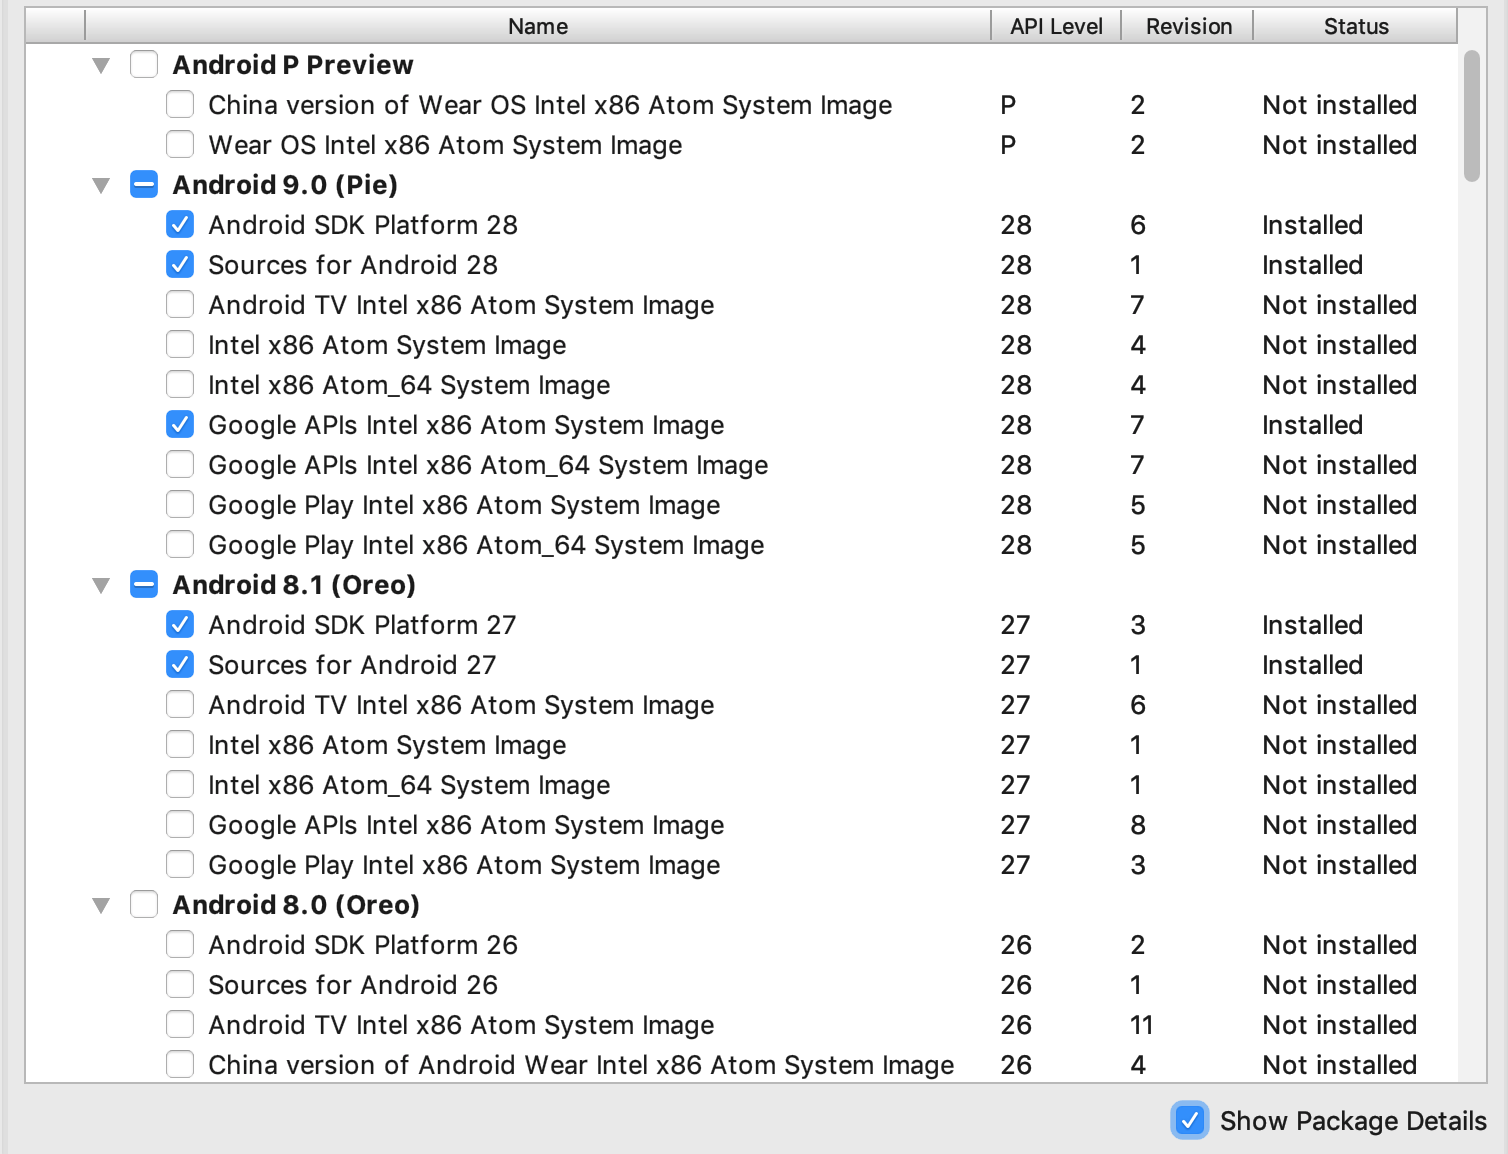 Name API Level Revision Status
Android P Preview
China version of Wear OS Intel x86 Atom System Image P 2 Not installed
Wear OS Intel x86 Atom System Image P 2 Not installed
Android 9.0 (Pie)
Android SDK Platform 28 28 6 Installed
Sources for Android 28 28 1 Installed
Android TV Intel x86 Atom System Image 28 7 Not installed
Intel x86 Atom System Image 28 4 Not installed
Intel x86 Atom_64 System Image 28 4 Not installed
Google APIs Intel x86 Atom System Image 28 7 Installed
Google APIs Intel x86 Atom_64 System Image 28 7 Not installed
Google Play Intel x86 Atom System Image 28 5 Not installed
Google Play Intel x86 Atom_64 System Image 28 5 Not installed
Android 8.1 (Oreo)
Android SDK Platform 27 27 3 Installed
Sources for Android 27 27 1 Installed
Android TV Intel x86 Atom System Image 27 6 Not installed
Intel x86 Atom System Image 27 1 Not installed
Intel x86 Atom_64 System Image 27 1 Not installed
Google APIs Intel x86 Atom System Image 27 8 Not installed
Google Play Intel x86 Atom System Image 27 3 Not installed
Android 8.0 (Oreo)
Android SDK Platform 26 26 2 Not installed
Sources for Android 26 26 1 Not installed
Android TV Intel x86 Atom System Image 26 11 Not installed
China version of Android Wear Intel x86 Atom System Image 26 4 Not installed
Show Package Details